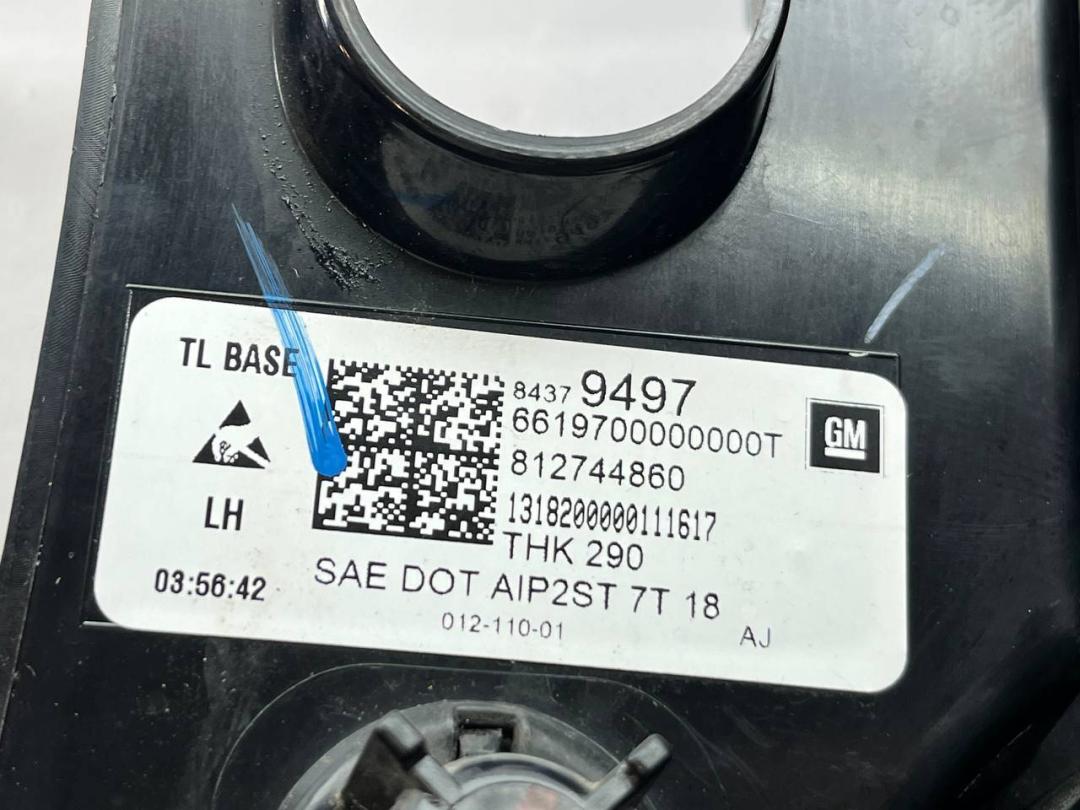 TL BASE
8437 9497
6619700000000T
GM
812744860
LH
1318200000111617
THK 290
03:56:42
SAE DOT AIP2ST 7T 18
012-110-01
AJ